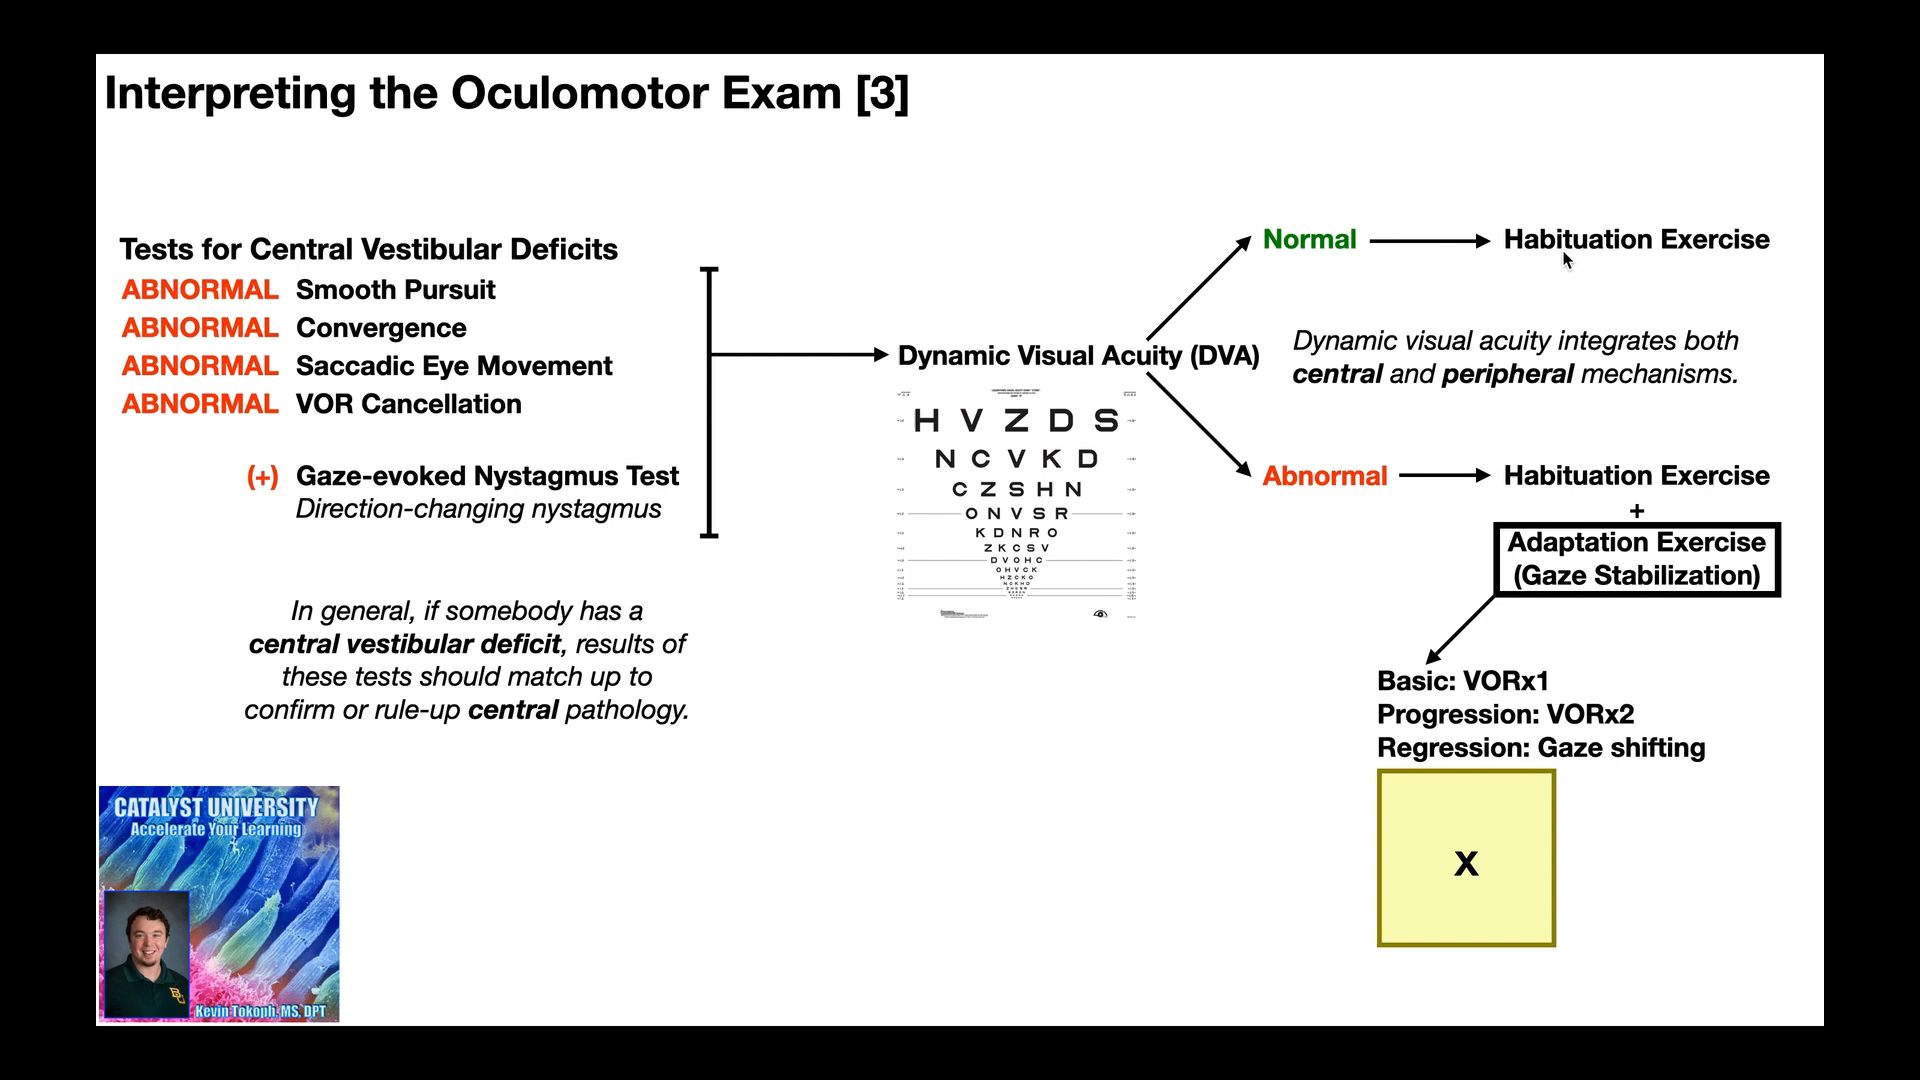 Interpreting the Oculomotor Exam [3]
Tests for Central Vestibular Deficits
ABNORMAL Smooth Pursuit
ABNORMAL Convergence
ABNORMAL Saccadic Eye Movement
ABNORMAL VOR Cancellation
(+) Gaze-evoked Nystagmus Test
Direction-changing nystagmus
In general, if somebody has a
central vestibular deficit, results of
these tests should match up to
confirm or rule-up central pathology.
Dynamic Visual Acuity (DVA)
H V Z D S
N C V K D
C Z S H N
O N V S R
K D N R O
Z K C S V
D V O H C
O H V C K
H Z C K O
Normal
Habituation Exercise
Dynamic visual acuity integrates both
central and peripheral mechanisms.
Abnormal
Habituation Exercise
+
Adaptation Exercise
(Gaze Stabilization)
Basic: VORx1
Progression: VORx2
Regression: Gaze shifting
X
CATALYST UNIVERSITY
Accelerate Your Learning
Kevin Tokoph, MS, DPT